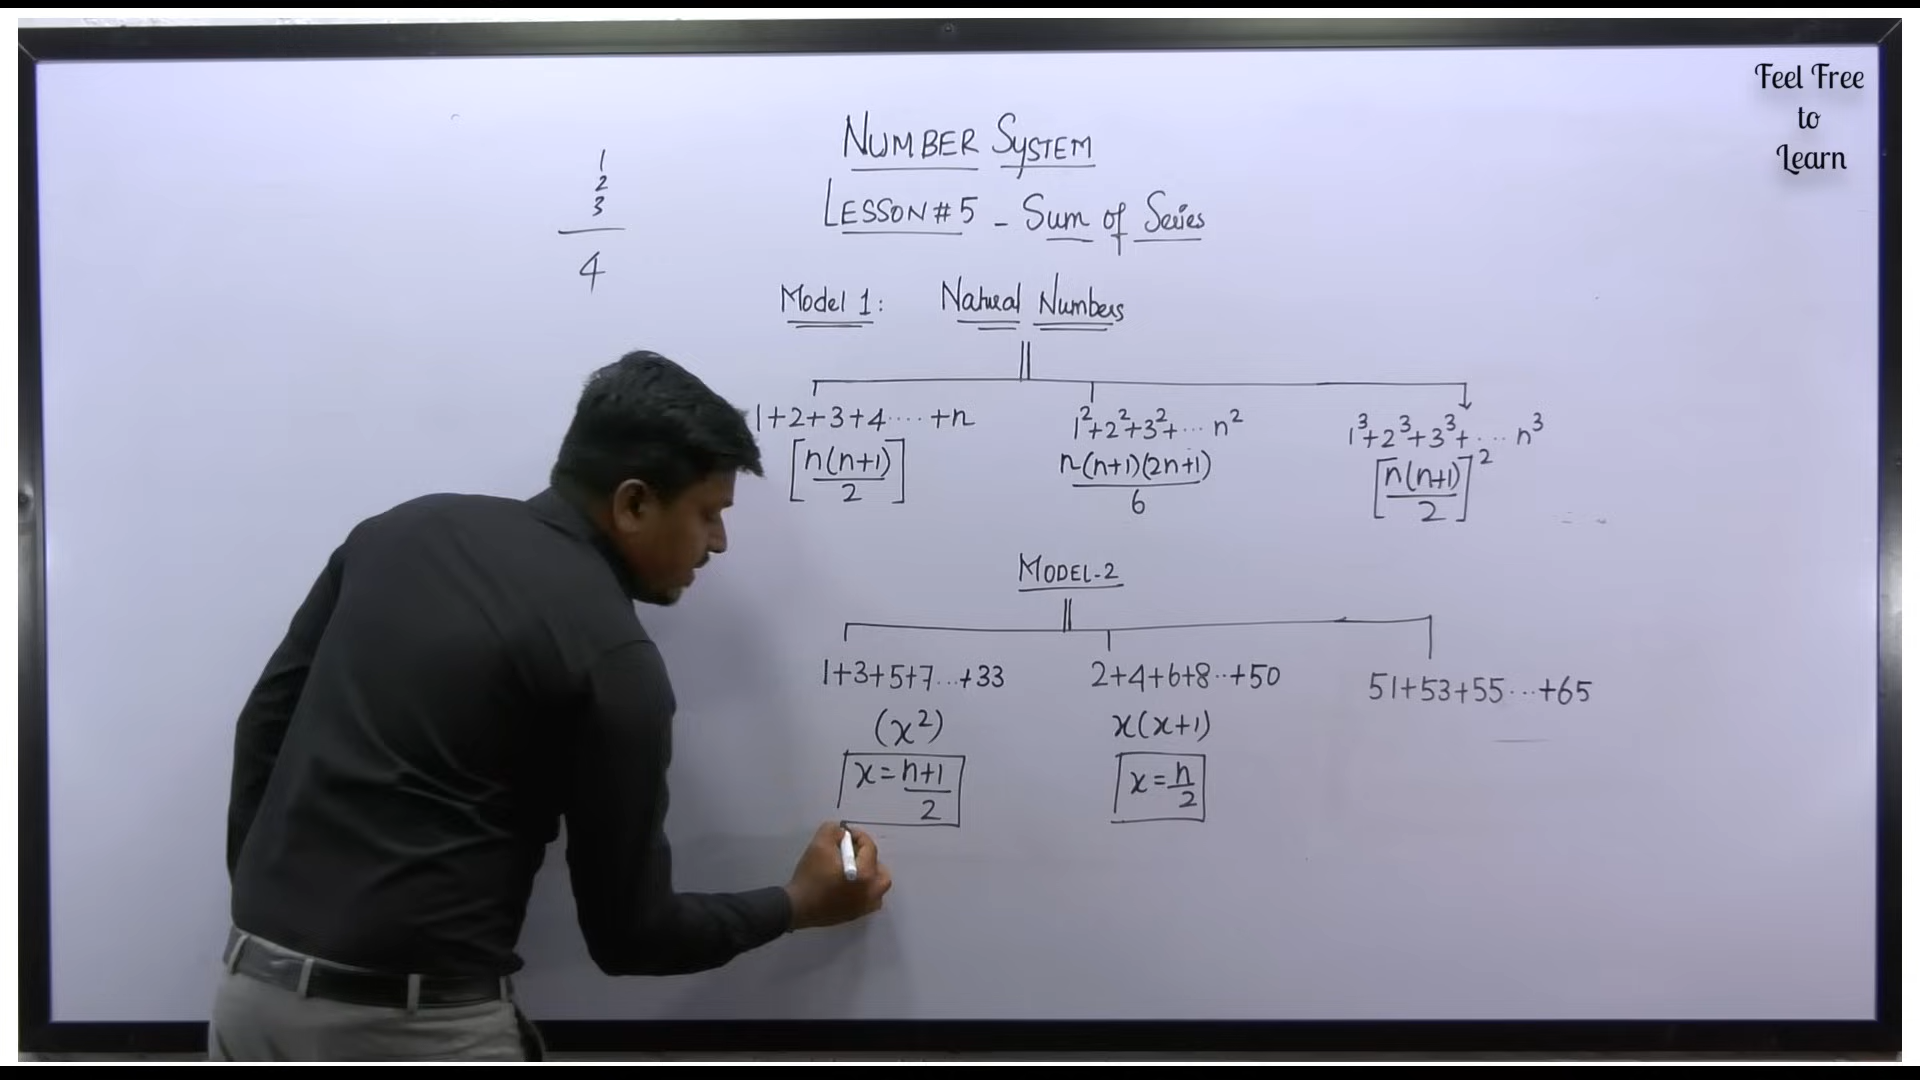 Feel Free
to
Learn
1
2
3
4
NUMBER SYSTEM
LESSON # 5 - Sum of Series
Model 1: Natural Numbers
1+2+3+4....+n
[n(n+1)/2]
1²+2²+3²+...n²
n(n+1)(2n+1)/6
1³+2³+3³+...n³
[n(n+1)/2]²
MODEL-2
1+3+5+7...+33
(x²)
x=n+1/2
2+4+6+8..+50
x(x+1)
x=n/2
51+53+55...+65